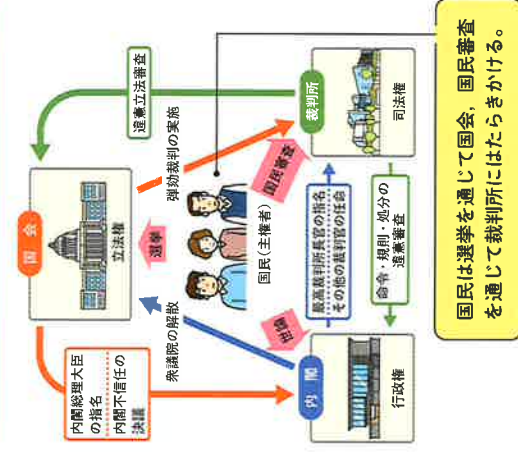 国会
立法権
内閣総理大臣
の指名
内閣不信任の
決議
衆議院の解散
選挙
弾劾裁判の実施
違憲立法審査
国民(主権者)
世論
国民審査
内閣
行政権
最高裁判所長官の指名
その他の裁判官の任命
命令・規則・処分の
違憲審査
裁判所
司法権
国民は選挙を通じて国会,国民審査
を通じて裁判所にはたらきかける。